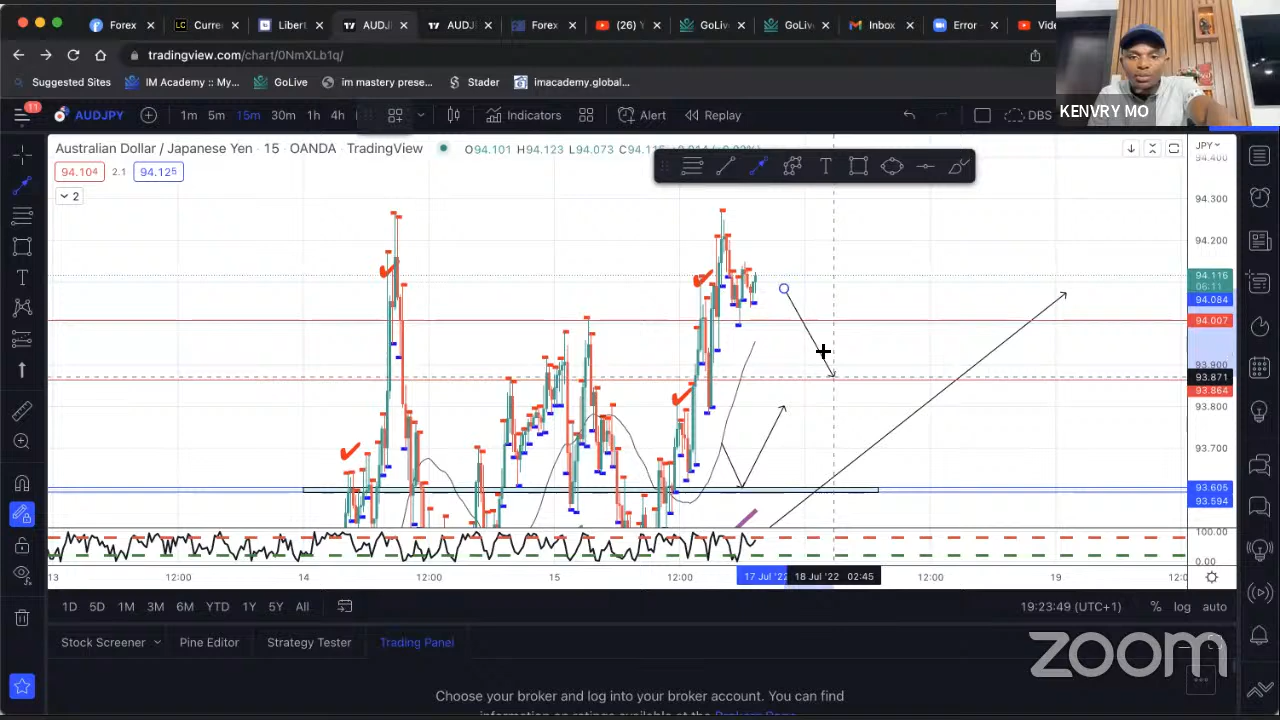 Forex
Curre
Libert
AUDJ
AUDJ
Forex
(26) Y
GoLiv
GoLiv
Inbox
Error
Vide
tradingview.com/chart/0NmXLb1q/
Suggested Sites
IM Academy :: My...
GoLive
im mastery prese...
Stader
imacademy.global...
KENVRY MO
11
AUDJPY
1m 5m 15m 30m 1h 4h
Indicators
Alert
Replay
DBS
Australian Dollar / Japanese Yen · 15 · OANDA · TradingView
O94.101 H94.123 L94.073
JPY
94.104
2.1
94.125
2
94.400
94.300
94.200
94.116
06:11
94.084
94.007
93.900
93.871
93.864
93.800
93.700
93.605
93.594
100.00
0.00
13
12:00
14
12:00
15
12:00
17 Jul '22
18 Jul '22 02:45
12:00
19
1D 5D 1M 3M 6M YTD 1Y 5Y All
19:23:49 (UTC+1)
% log auto
Stock Screener
Pine Editor
Strategy Tester
Trading Panel
zoom
Choose your broker and log into your broker account. You can find